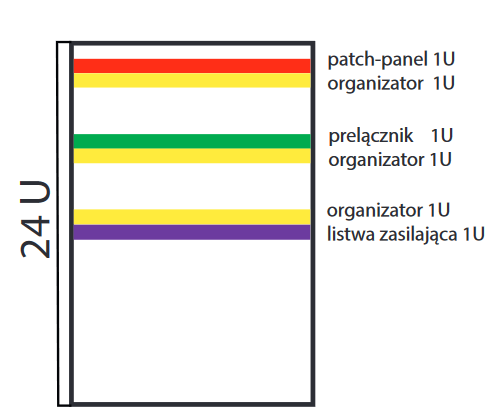 24 U
patch-panel 1U
organizator 1U
prelącznik 1U
organizator 1U
organizator 1U
listwa zasilająca 1U